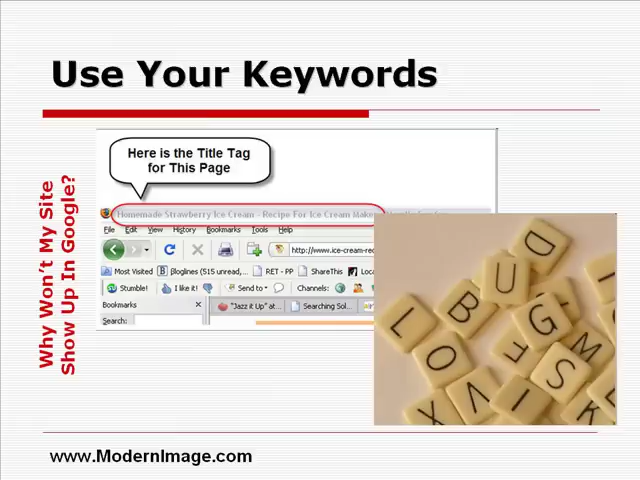 Use Your Keywords
Here is the Title Tag
for This Page
Why Won't My Site
Show Up In Google?
Homemade Strawberry Ice Cream - Recipe For Ice Cream Maker
File Edit View History Bookmarks Tools Help
http://www.ice-cream-rec
Most Visited Bloglines (515 unread, ... RET - PP ShareThis Local
Stumble! I like it! Send to Channels:
Bookmarks "Jazz it Up" at... Searching Sol...
Search:
D
U
B
G
L
O
F
M
S
X
V
I
K
I
www.ModernImage.com